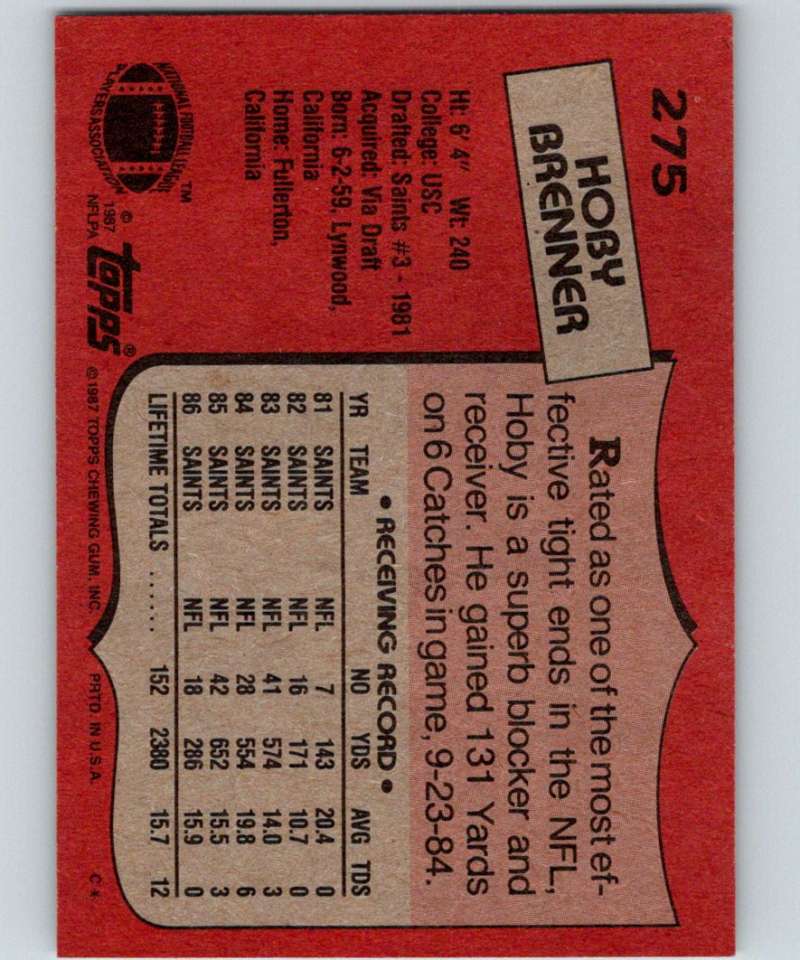 275
HOBY
BRENNER
Ht: 6'4" Wt: 240
College: USC
Drafted: Saints #3 - 1981
Acquired: Via Draft
Born: 6-2-59, Lynwood,
California
Home: Fullerton,
California
NATIONAL FOOTBALL LEAGUE
PLAYERS ASSOCIATION
™
© 1987
NFLPA
topps®
Rated as one of the most ef-
fective tight ends in the NFL,
Hoby is a superb blocker and
receiver. He gained 131 Yards
on 6 Catches in game, 9-23-84.
• RECEIVING RECORD •
YR TEAM NO YDS AVG TDS
81 SAINTS NFL 7 143 20.4 0
82 SAINTS NFL 16 171 10.7 0
83 SAINTS NFL 41 574 14.0 3
84 SAINTS NFL 28 554 19.8 6
85 SAINTS NFL 42 652 15.5 3
86 SAINTS NFL 18 286 15.9 0
LIFETIME TOTALS ...... 152 2380 15.7 12
©1987 TOPPS CHEWING GUM, INC. PRTD. IN U.S.A. C*